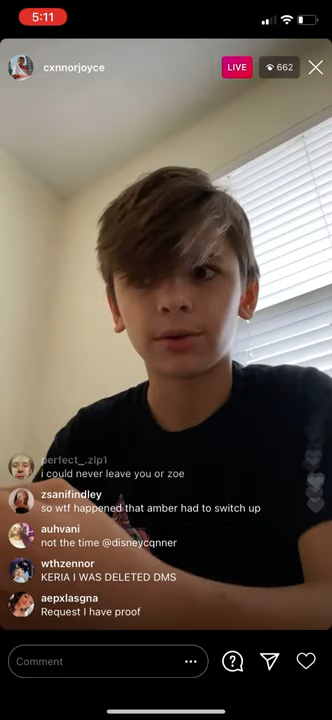 5:11
cxnnorjoyce
LIVE
662
perfect_.zip1
i could never leave you or zoe
zsanifindley
so wtf happened that amber had to switch up
auhvani
not the time @disneycqnner
wthzennor
KERIA I WAS DELETED DMS
aepxlasgna
Request I have proof
Comment